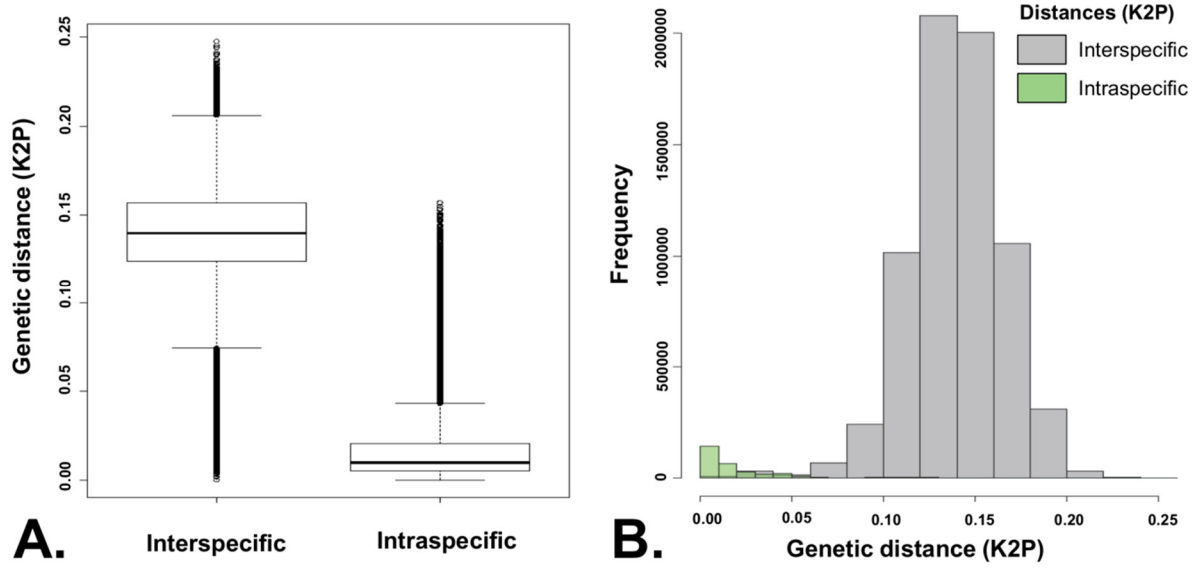 Genetic distance (K2P)
0.25
0.20
0.15
0.10
0.05
0.00
Interspecific
Intraspecific
A.
Distances (K2P)
Interspecific
Intraspecific
Frequency
2000000
1500000
1000000
500000
0
0.00
0.05
0.10
0.15
0.20
0.25
Genetic distance (K2P)
B.